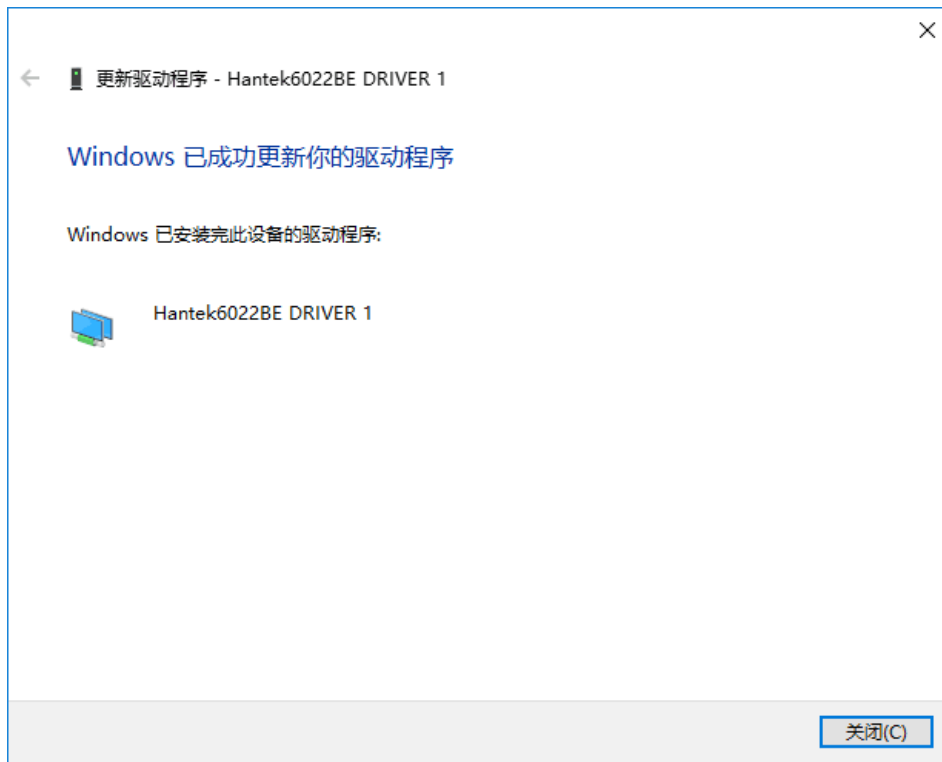 更新驱动程序 - Hantek6022BE DRIVER 1
Windows 已成功更新你的驱动程序
Windows 已安装完此设备的驱动程序:
Hantek6022BE DRIVER 1
关闭(C)